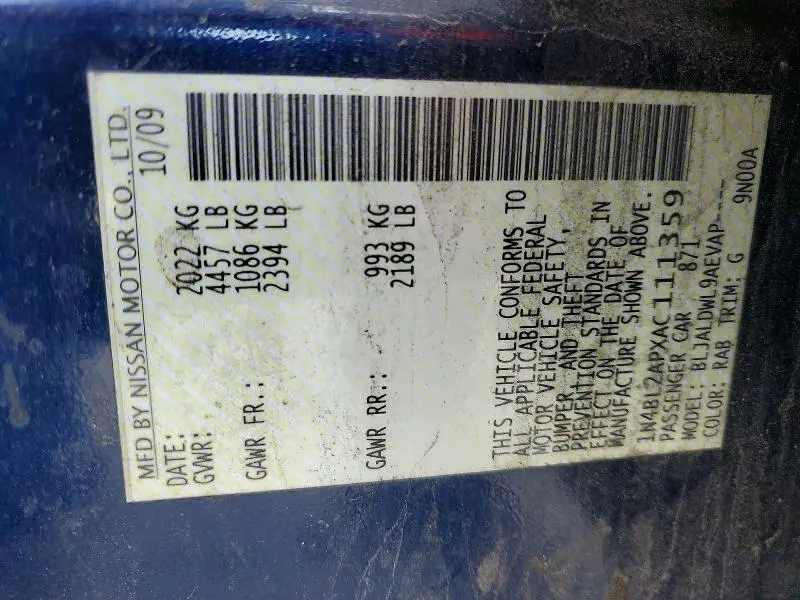 MFD BY NISSAN MOTOR CO., LTD.
DATE: 10/09
GVWR: 2022 KG
4457 LB
GAWR FR.: 1086 KG
2394 LB
GAWR RR.: 993 KG
2189 LB
THIS VEHICLE CONFORMS TO
ALL APPLICABLE FEDERAL
MOTOR VEHICLE SAFETY,
BUMPER AND THEFT
PREVENTION STANDARDS IN
EFFECT ON THE DATE OF
MANUFACTURE SHOWN ABOVE.
1N4BL2APXAC111359
PASSENGER CAR 871
MODEL: BLJALDWL9AEVAP----
COLOR: RAB TRIM: G 9N00A